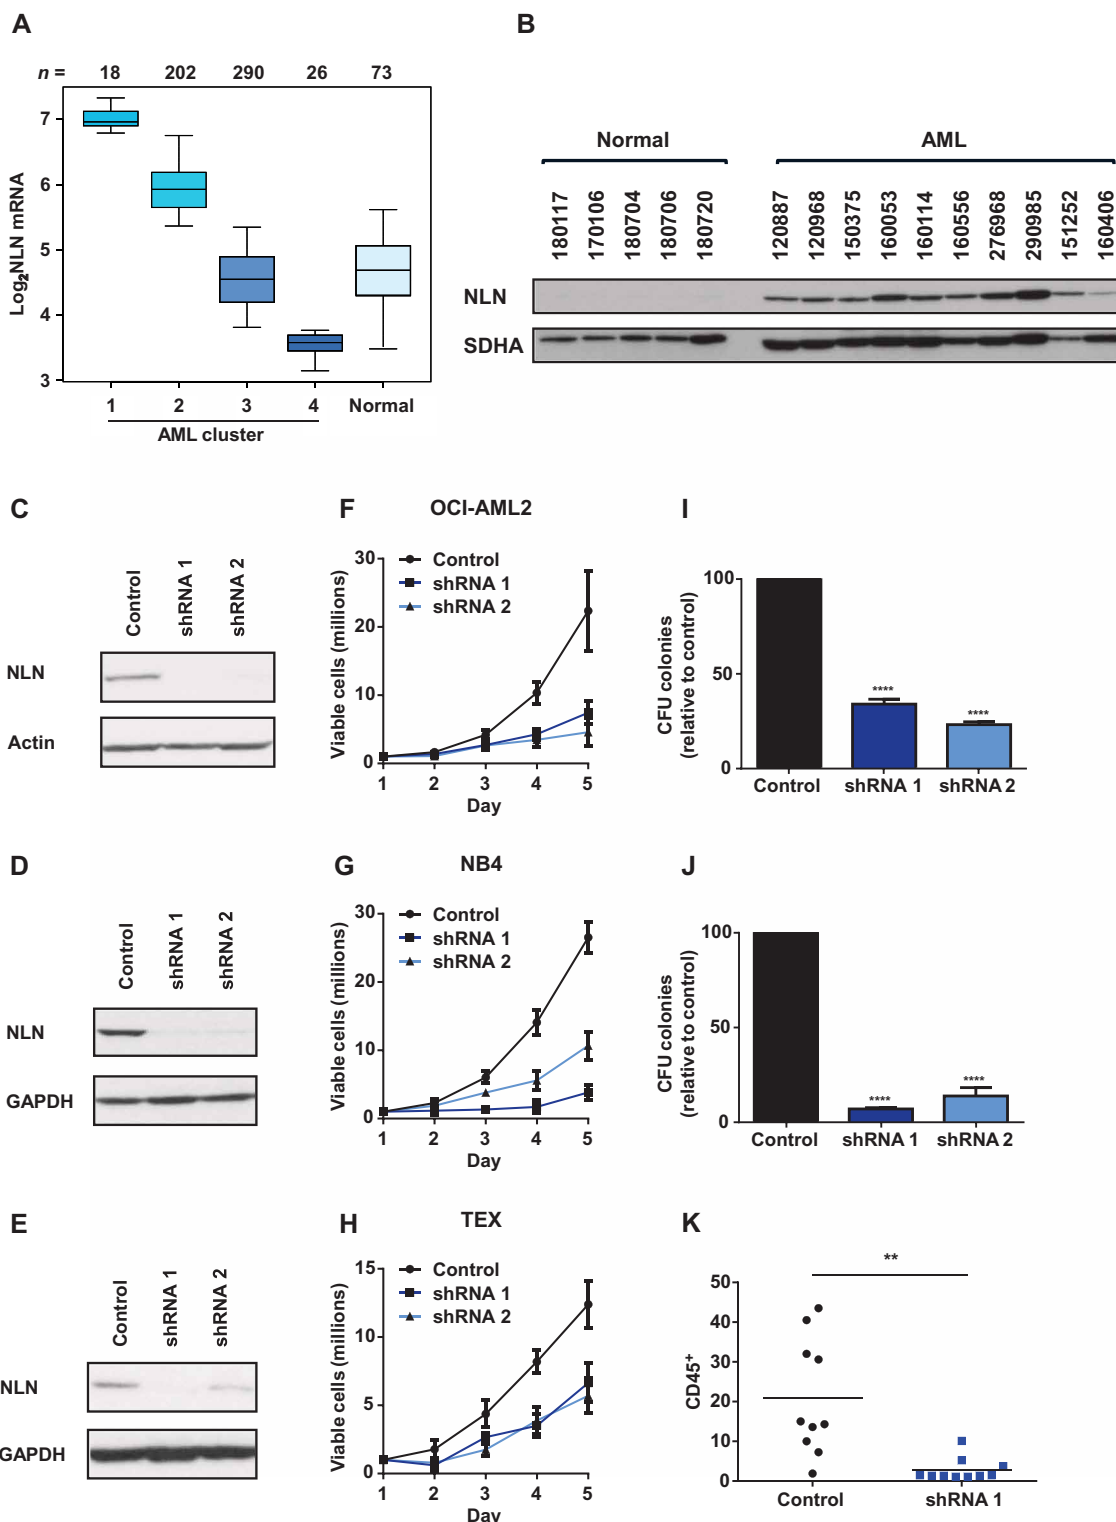 A
n = 18 202 290 26 73
Log2NLN mRNA
7
6
5
4
3
1 2 3 4 Normal
AML cluster
B
Normal AML
180117 170106 180704 180706 180720 120887 120968 150375 160053 160114 160556 276968 290985 151252 160406
NLN
SDHA
C
Control shRNA 1 shRNA 2
NLN
Actin
F
OCI-AML2
Control
shRNA 1
shRNA 2
Viable cells (millions)
30
20
10
0
1 2 3 4 5
Day
I
CFU colonies
(relative to control)
100
50
0
**** ****
Control shRNA 1 shRNA 2
D
Control shRNA 1 shRNA 2
NLN
GAPDH
G
NB4
Control
shRNA 1
shRNA 2
Viable cells (millions)
30
20
10
0
1 2 3 4 5
Day
J
CFU colonies
(relative to control)
100
50
0
**** ****
Control shRNA 1 shRNA 2
E
Control shRNA 1 shRNA 2
NLN
GAPDH
H
TEX
Control
shRNA 1
shRNA 2
Viable cells (millions)
15
10
5
0
1 2 3 4 5
Day
K
**
CD45+
50
40
30
20
10
0
Control shRNA 1